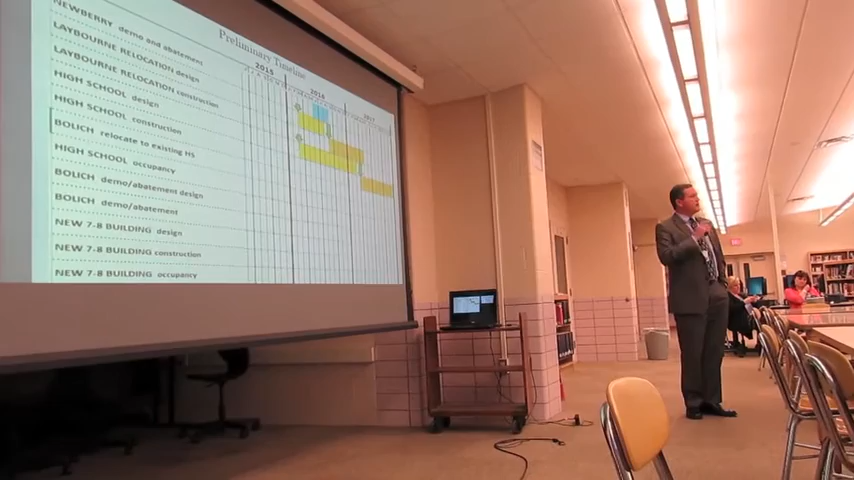 Preliminary Timeline
2015 2016 2017
NEWBERRY demo and abatement
LAYBOURNE RELOCATION design
LAYBOURNE RELOCATION construction
HIGH SCHOOL design
HIGH SCHOOL construction
BOLICH relocate to existing HS
HIGH SCHOOL occupancy
BOLICH demo/abatement design
BOLICH demo/abatement
NEW 7-8 BUILDING design
NEW 7-8 BUILDING construction
NEW 7-8 BUILDING occupancy